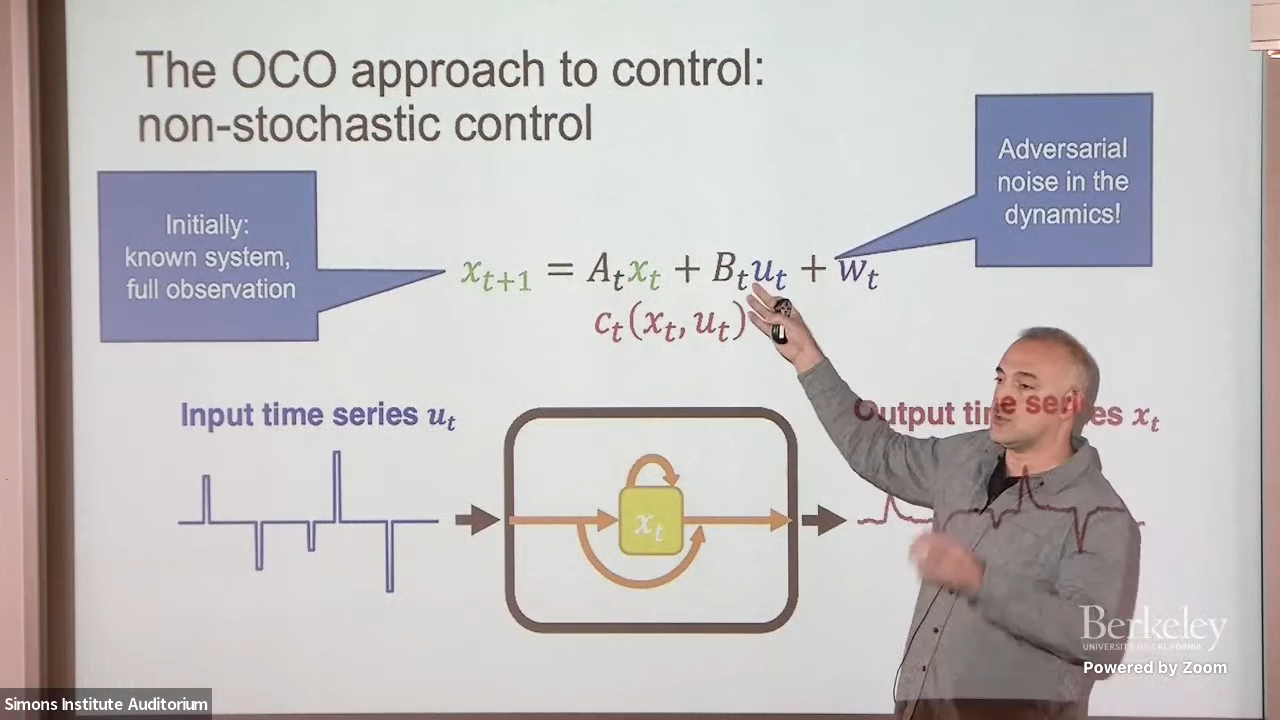 The OCO approach to control:
non-stochastic control
Adversarial
noise in the
dynamics!
Initially:
known system,
full observation
x_{t+1} = A_t x_t + B_t u_t + w_t
c_t(x_t, u_t)
Input time series u_t
Output time series x_t
x_t
Berkeley
UNIVERSITY OF CALIFORNIA
Powered by Zoom
Simons Institute Auditorium